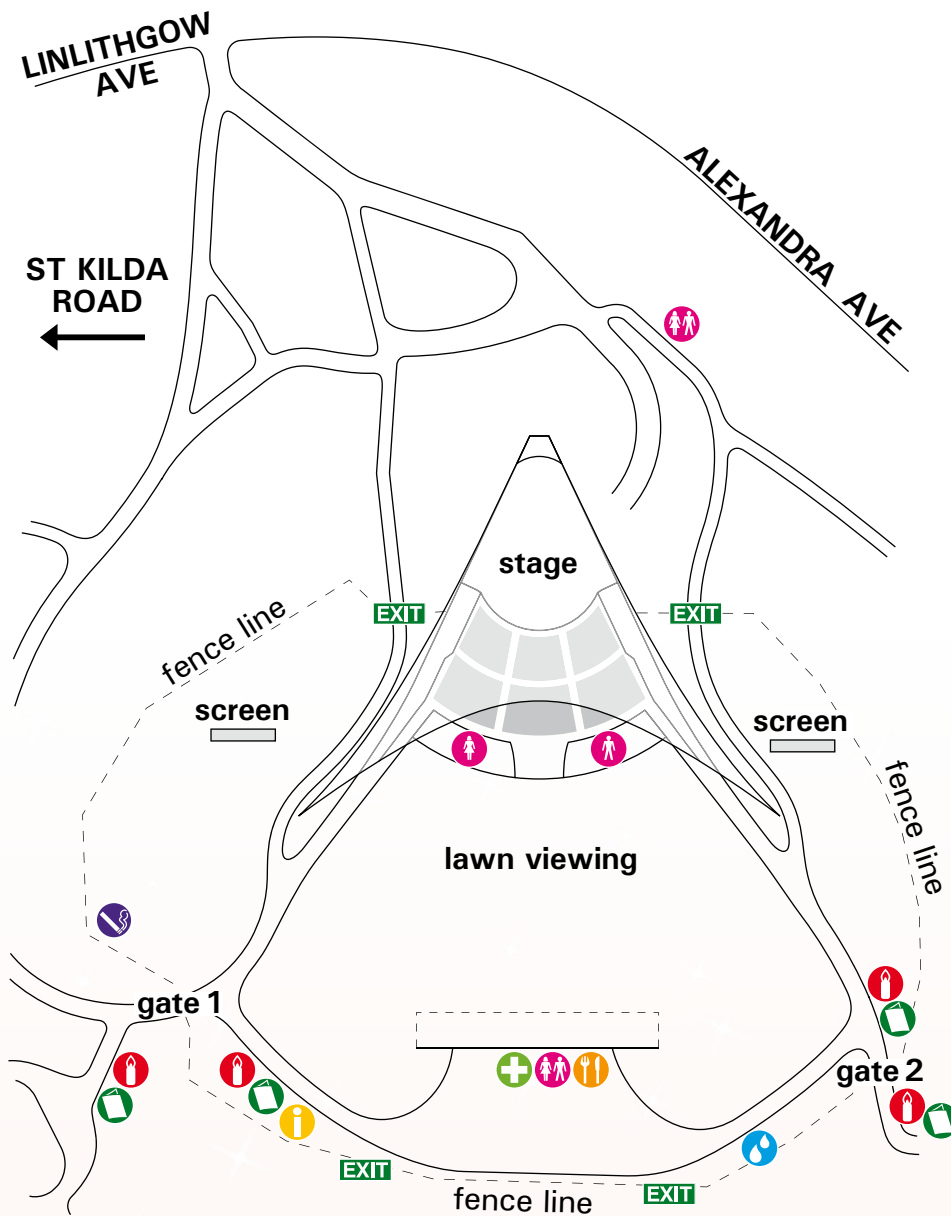 LINLITHGOW
AVE
ALEXANDRA AVE
ST KILDA
ROAD
stage
EXIT
EXIT
fence line
screen
screen
fence line
lawn viewing
gate 1
gate 2
EXIT
EXIT
fence line